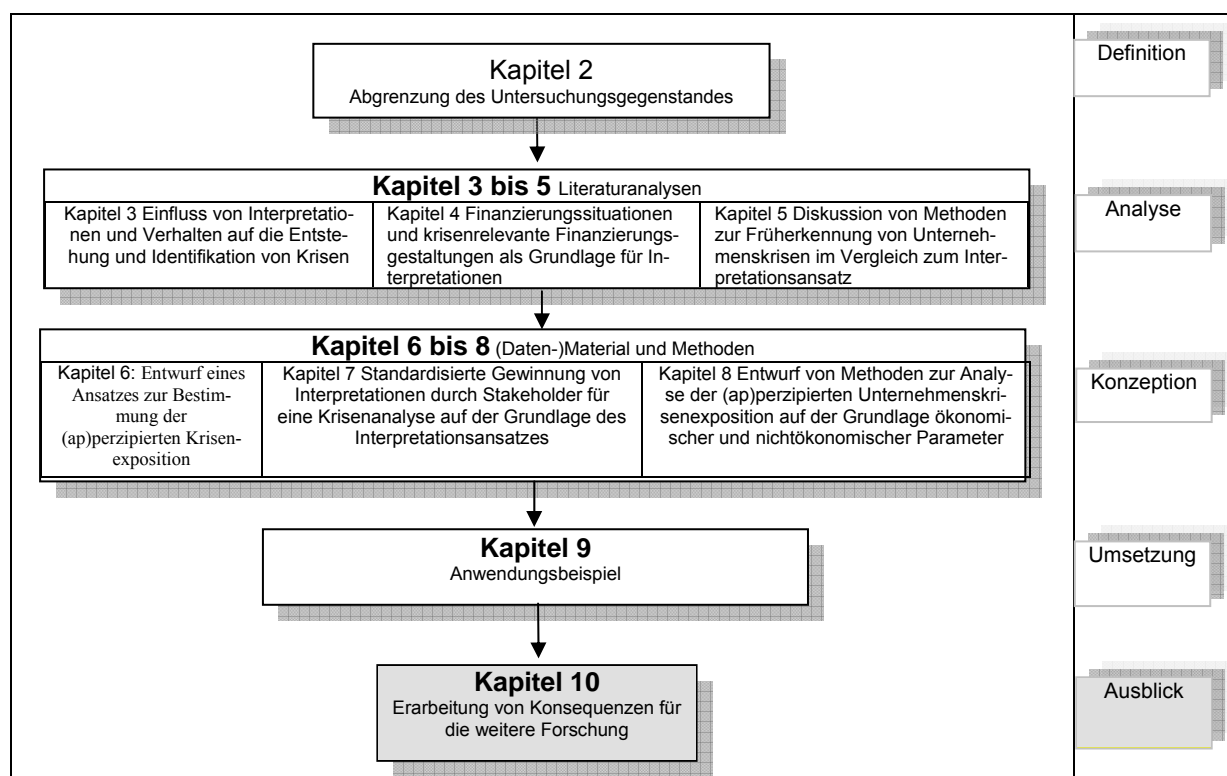 Kapitel 2
Abgrenzung des Untersuchungsgegenstandes
Definition
Kapitel 3 bis 5 Literaturanalysen
Kapitel 3 Einfluss von Interpretatio-
nen und Verhalten auf die Entste-
hung und Identifikation von Krisen
Kapitel 4 Finanzierungssituationen
und krisenrelevante Finanzierungs-
gestaltungen als Grundlage für In-
terpretationen
Kapitel 5 Diskussion von Methoden
zur Früherkennung von Unterneh-
menskrisen im Vergleich zum Inter-
pretationsansatz
Analyse
Kapitel 6 bis 8 (Daten-)Material und Methoden
Kapitel 6: Entwurf eines
Ansatzes zur Bestim-
mung der
(ap)perzipierten Krisen-
exposition
Kapitel 7 Standardisierte Gewinnung von
Interpretationen durch Stakeholder für
eine Krisenanalyse auf der Grundlage des
Interpretationsansatzes
Kapitel 8 Entwurf von Methoden zur Analy-
se der (ap)perzipierten Unternehmenskri-
senexposition auf der Grundlage ökonomi-
scher und nichtökonomischer Parameter
Konzeption
Kapitel 9
Anwendungsbeispiel
Umsetzung
Kapitel 10
Erarbeitung von Konsequenzen für
die weitere Forschung
Ausblick